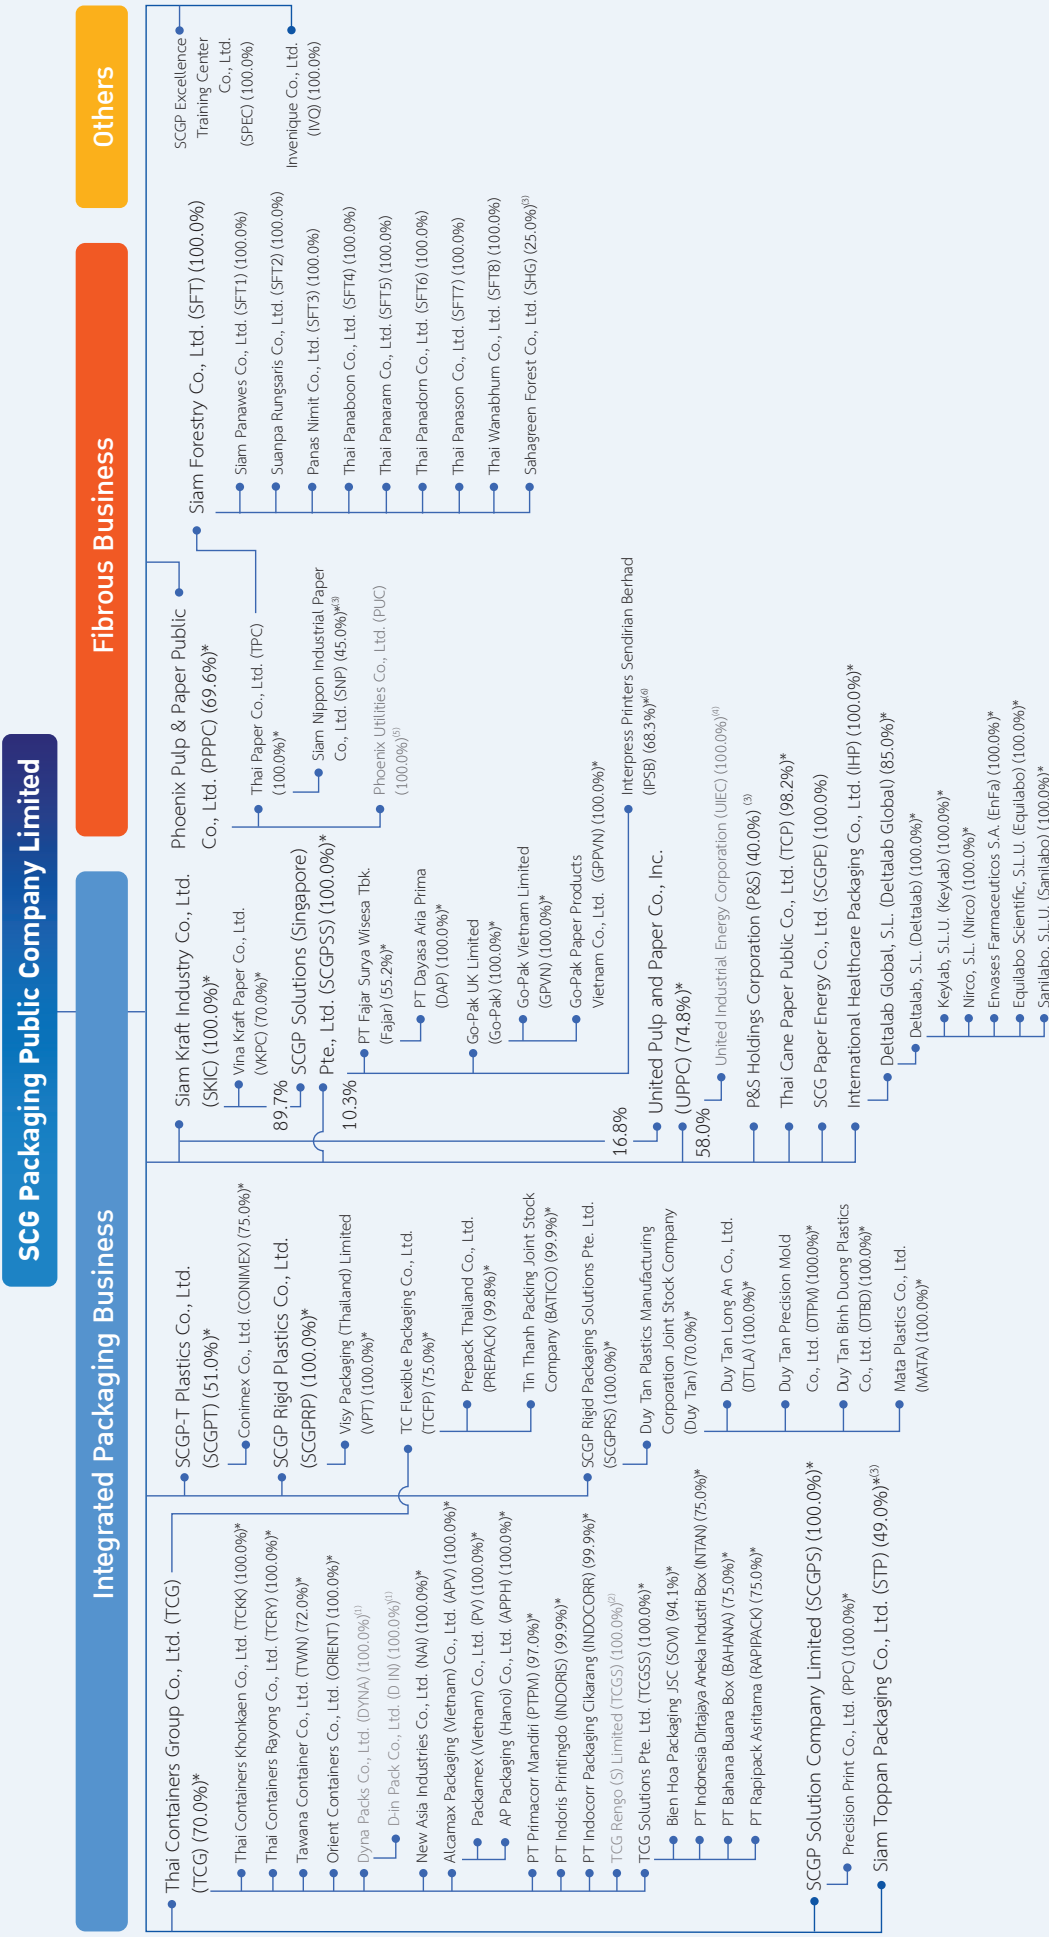 SCG Packaging Public Company Limited
Integrated Packaging Business
Thai Containers Group Co., Ltd. (TCG)
(TCG) (70.0%)*
Thai Containers Khonkaen Co., Ltd. (TCKK) (100.0%)*
Thai Containers Rayong Co., Ltd. (TCRY) (100.0%)*
Tawana Container Co., Ltd. (TWN) (72.0%)*
Orient Containers Co., Ltd. (ORIENT) (100.0%)*
Dyna Packs Co., Ltd. (DYNA) (100.0%)(1)
D-in Pack Co., Ltd. (D IN) (100.0%)(1)
New Asia Industries Co., Ltd. (NAI) (100.0%)*
Alcamax Packaging (Vietnam) Co., Ltd. (APV) (100.0%)*
Packamex (Vietnam) Co., Ltd. (PV) (100.0%)*
AP Packaging (Hanoi) Co., Ltd. (APPH) (100.0%)*
PT Primacorr Mandiri (PTPM) (97.0%)*
PT Indoris Printingdo (INDORIS) (99.9%)*
PT Indocorr Packaging Cikarang (INDOCORR) (99.9%)*
TCG Rengo (S) Limited (TCGS) (100.0%)(2)
TCG Solutions Pte. Ltd. (TCGSS) (100.0%)*
Bien Hoa Packaging JSC (SOVI) (94.1%)*
PT Indonesia Dirtajaya Aneka Industri Box (INTAN) (75.0%)*
PT Bahana Buana Box (BAHANA) (75.0%)*
PT Rapipack Asritama (RAPIPACK) (75.0%)*
SCGP Solution Company Limited (SCGPS) (100.0%)*
Precision Print Co., Ltd. (PPC) (100.0%)*
Siam Toppan Packaging Co., Ltd. (STP) (49.0%)*(3)
SCGP-T Plastics Co., Ltd.
(SCGPT) (51.0%)*
Conimex Co., Ltd. (CONIMEX) (75.0%)*
SCGP Rigid Plastics Co., Ltd.
(SCGPRP) (100.0%)*
Visy Packaging (Thailand) Limited
(VPT) (100.0%)*
TC Flexible Packaging Co., Ltd.
(TCFP) (75.0%)*
Prepack Thailand Co., Ltd.
(PREPACK) (99.8%)*
Tin Thanh Packing Joint Stock
Company (BATICO) (99.9%)*
SCGP Rigid Packaging Solutions Pte. Ltd.
(SCGPRS) (100.0%)*
Duy Tan Plastics Manufacturing
Corporation Joint Stock Company
(Duy Tan) (70.0%)*
Duy Tan Long An Co., Ltd.
(DTLA) (100.0%)*
Duy Tan Precision Mold
Co., Ltd. (DTPM) (100.0%)*
Duy Tan Binh Duong Plastics
Co., Ltd. (DTBD) (100.0%)*
Mata Plastics Co., Ltd.
(MATA) (100.0%)*
Siam Kraft Industry Co., Ltd.
(SKIC) (100.0%)*
Vina Kraft Paper Co., Ltd.
(VKPC) (70.0%)*
89.7%
SCGP Solutions (Singapore)
Pte., Ltd. (SCGPSS) (100.0%)*
10.3%
PT Fajar Surya Wisesa Tbk.
(Fajar) (55.2%)*
PT Dayasa Aria Prima
(DAP) (100.0%)*
Go-Pak UK Limited
(Go-Pak) (100.0%)*
Go-Pak Vietnam Limited
(GPVN) (100.0%)*
Go-Pak Paper Products
Vietnam Co., Ltd. (GPPVN) (100.0%)*
Interpress Printers Sendirian Berhad
(IPSB) (68.3%)*(6)
16.8%
United Pulp and Paper Co., Inc.
(UPPC) (74.8%)*
58.0%
United Industrial Energy Corporation (UIEC) (100.0%)(4)
P&S Holdings Corporation (P&S) (40.0%) (3)
Thai Cane Paper Public Co., Ltd. (TCP) (98.2%)*
SCG Paper Energy Co., Ltd. (SCGPE) (100.0%)
International Healthcare Packaging Co., Ltd. (IHP) (100.0%)*
Deltalab Global, S.L. (Deltalab Global) (85.0%)*
Deltalab, S.L. (Deltalab) (100.0%)*
Keylab, S.L.U. (Keylab) (100.0%)*
Nirco, S.L. (Nirco) (100.0%)*
Envases Farmaceuticos S.A. (EnFa) (100.0%)*
Equilabo Scientific, S.L.U. (Equilabo) (100.0%)*
Sanilabo, S.L.U. (Sanilabo) (100.0%)*
Fibrous Business
Phoenix Pulp & Paper Public
Co., Ltd. (PPPC) (69.6%)*
Thai Paper Co., Ltd. (TPC)
(100.0%)*
Siam Nippon Industrial Paper
Co., Ltd. (SNP) (45.0%)*(3)
Phoenix Utilities Co., Ltd. (PUC)
(100.0%)(5)
Siam Forestry Co., Ltd. (SFT) (100.0%)
Siam Panawes Co., Ltd. (SFT1) (100.0%)
Suanpa Rungsaris Co., Ltd. (SFT2) (100.0%)
Panas Nimit Co., Ltd. (SFT3) (100.0%)
Thai Panaboon Co., Ltd. (SFT4) (100.0%)
Thai Panaram Co., Ltd. (SFT5) (100.0%)
Thai Panadorn Co., Ltd. (SFT6) (100.0%)
Thai Panason Co., Ltd. (SFT7) (100.0%)
Thai Wanabhum Co., Ltd. (SFT8) (100.0%)
Sahagreen Forest Co., Ltd. (SHG) (25.0%)(3)
Others
SCGP Excellence
Training Center
Co., Ltd.
(SPEC) (100.0%)
Invenique Co., Ltd.
(IVQ) (100.0%)